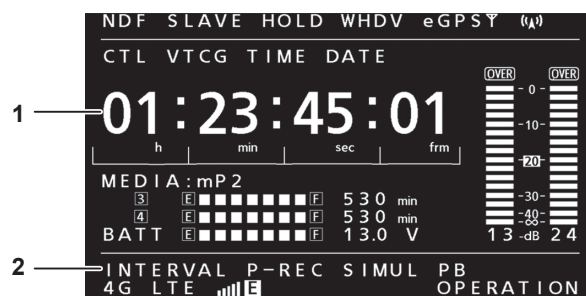 NDF SLAVE HOLD WHDV eGPS
CTL VTCG TIME DATE
1
01:23:45:01
h min sec frm
OVER OVER
- 0 -
-10-
-20-
-30-
-40-
-∞-
13 -dB 24
MEDIA:mP2
3 E F 530 min
4 E F 530 min
BATT E F 13.0 V
2
INTERVAL P-REC SIMUL PB
4G LTE E OPERATION